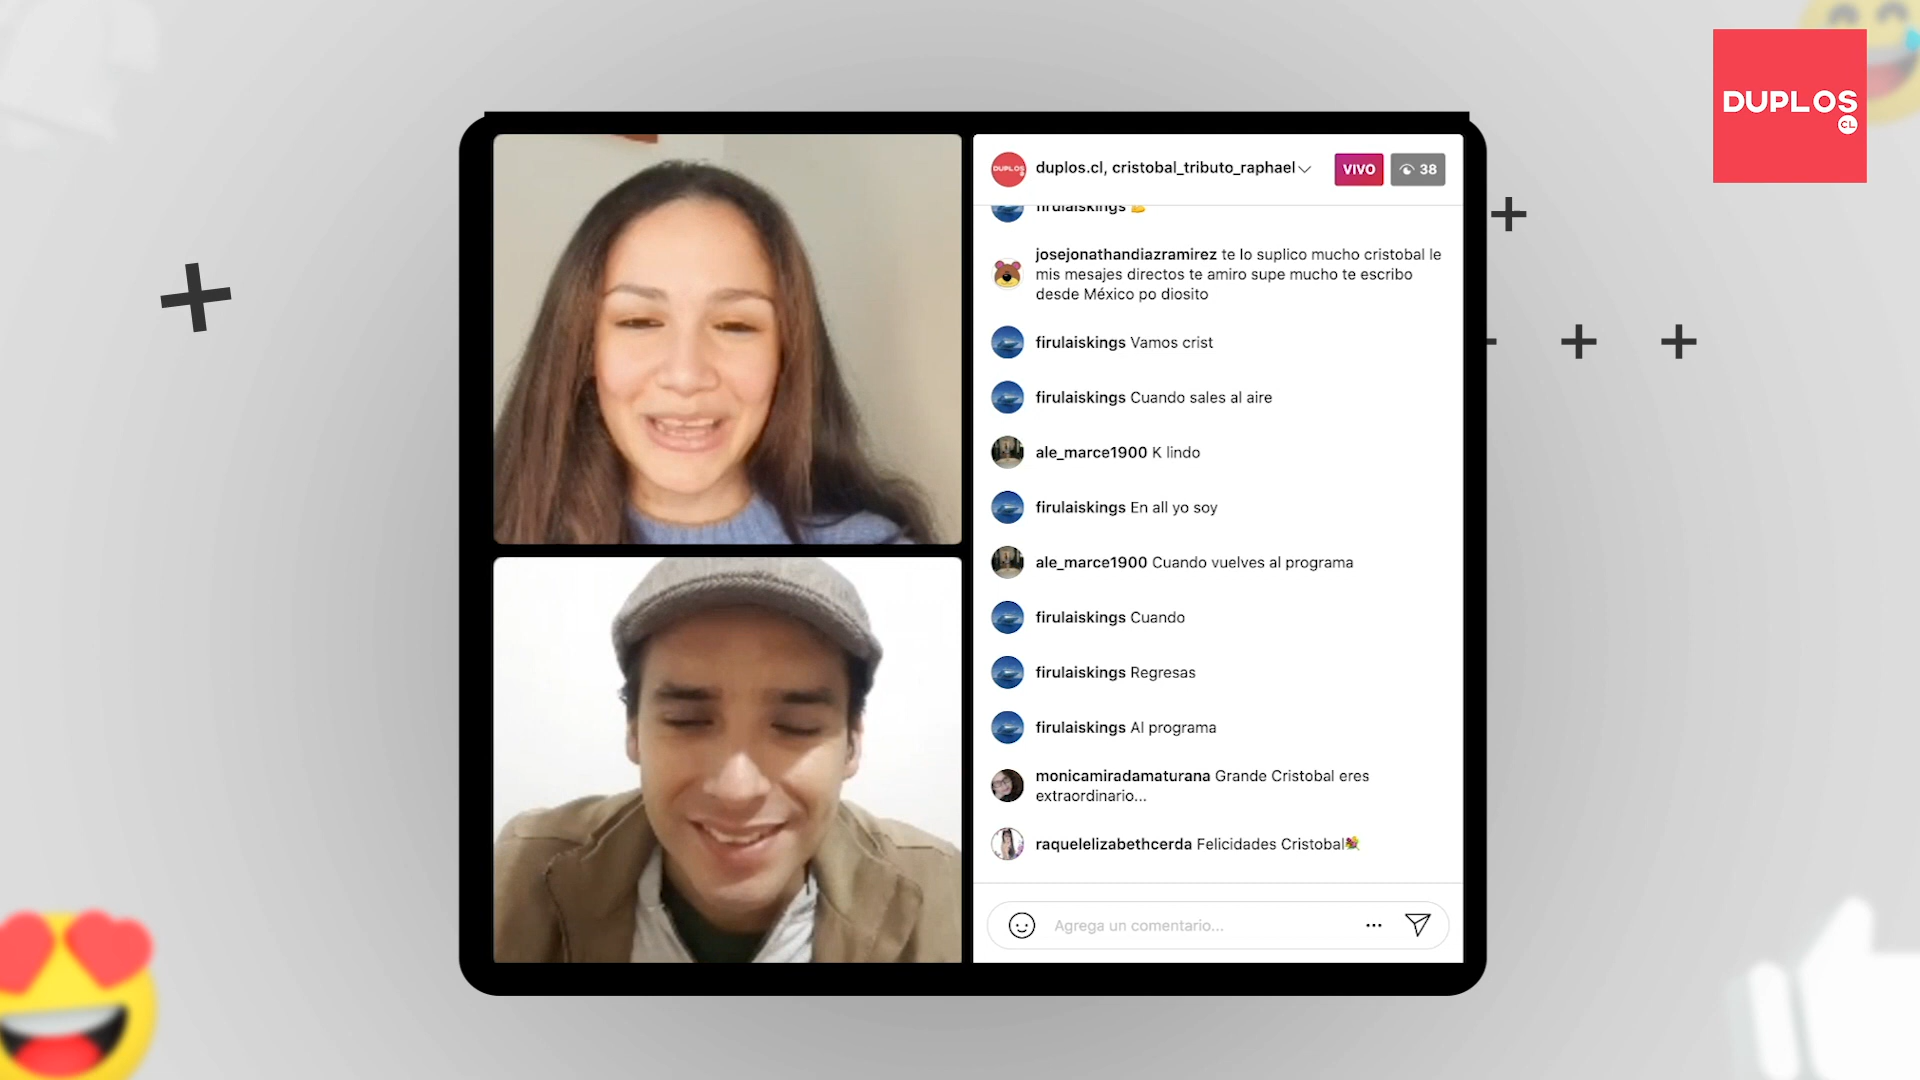 DUPLOS
CL
DUPLOS
duplos.cl, cristobal_tributo_raphael
VIVO
38
firulaiskings 💪
josejonathandiazramirez te lo suplico mucho cristobal le
mis mesajes directos te amiro supe mucho te escribo
desde México po diosito
firulaiskings Vamos crist
firulaiskings Cuando sales al aire
ale_marce1900 K lindo
firulaiskings En all yo soy
ale_marce1900 Cuando vuelves al programa
firulaiskings Cuando
firulaiskings Regresas
firulaiskings Al programa
monicamiradamaturana Grande Cristobal eres
extraordinario...
raquelelizabethcerda Felicidades Cristobal💐
Agrega un comentario...